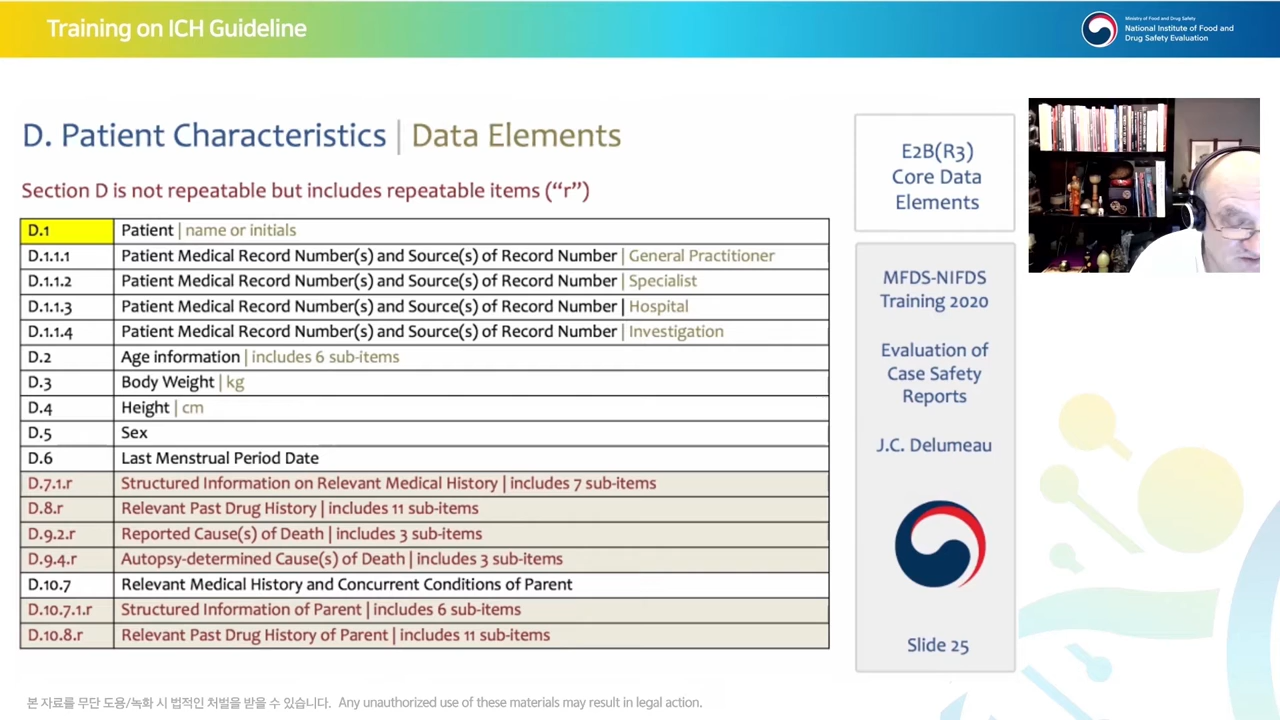 Training on ICH Guideline
Ministry of Food and Drug Safety
National Institute of Food and
Drug Safety Evaluation
D. Patient Characteristics | Data Elements
Section D is not repeatable but includes repeatable items (“r”)
D.1 Patient | name or initials
D.1.1.1 Patient Medical Record Number(s) and Source(s) of Record Number | General Practitioner
D.1.1.2 Patient Medical Record Number(s) and Source(s) of Record Number | Specialist
D.1.1.3 Patient Medical Record Number(s) and Source(s) of Record Number | Hospital
D.1.1.4 Patient Medical Record Number(s) and Source(s) of Record Number | Investigation
D.2 Age information | includes 6 sub-items
D.3 Body Weight | kg
D.4 Height | cm
D.5 Sex
D.6 Last Menstrual Period Date
D.7.1.r Structured Information on Relevant Medical History | includes 7 sub-items
D.8.r Relevant Past Drug History | includes 11 sub-items
D.9.2.r Reported Cause(s) of Death | includes 3 sub-items
D.9.4.r Autopsy-determined Cause(s) of Death | includes 3 sub-items
D.10.7 Relevant Medical History and Concurrent Conditions of Parent
D.10.7.1.r Structured Information of Parent | includes 6 sub-items
D.10.8.r Relevant Past Drug History of Parent | includes 11 sub-items
E2B(R3)
Core Data
Elements
MFDS-NIFDS
Training 2020
Evaluation of
Case Safety
Reports
J.C. Delumeau
Slide 25
본 자료를 무단 도용/녹화 시 법적인 처벌을 받을 수 있습니다. Any unauthorized use of these materials may result in legal action.